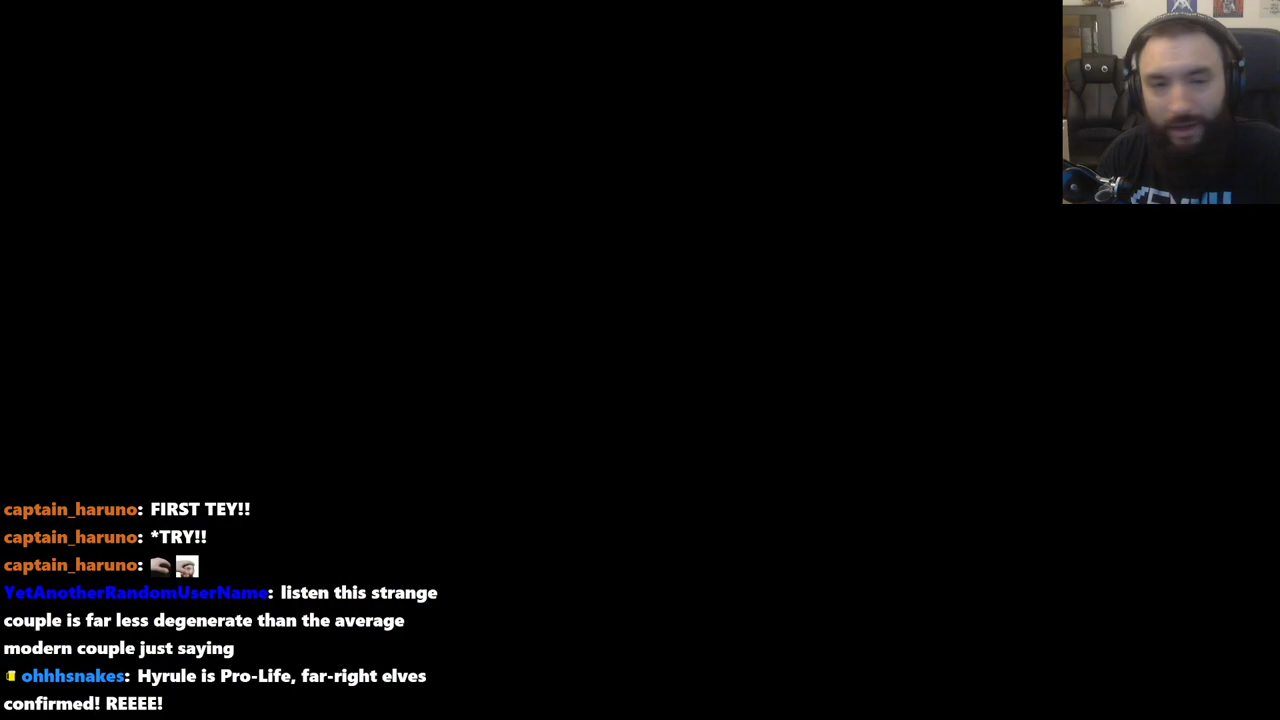 captain_haruno: FIRST TEY!!
captain_haruno: *TRY!!
captain_haruno:
YetAnotherRandomUserName: listen this strange
couple is far less degenerate than the average
modern couple just saying
ohhhsnakes: Hyrule is Pro-Life, far-right elves
confirmed! REEEE!